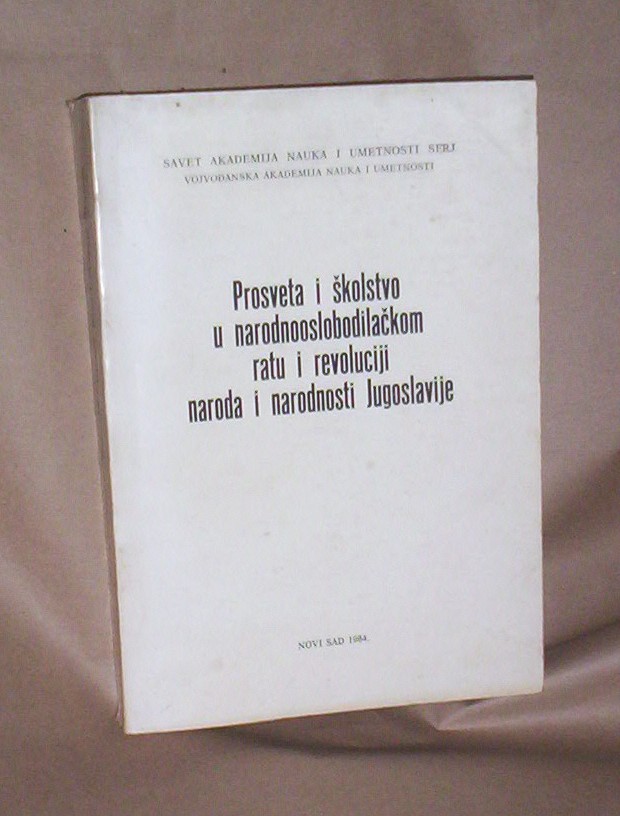 SAVET AKADEMIJA NAUKA I UMETNOSTI SFRJ
VOJVOĐANSKA AKADEMIJA NAUKA I UMETNOSTI
Prosveta i školstvo
u narodnooslobodilačkom
ratu i revoluciji
naroda i narodnosti Jugoslavije
NOVI SAD 1984.